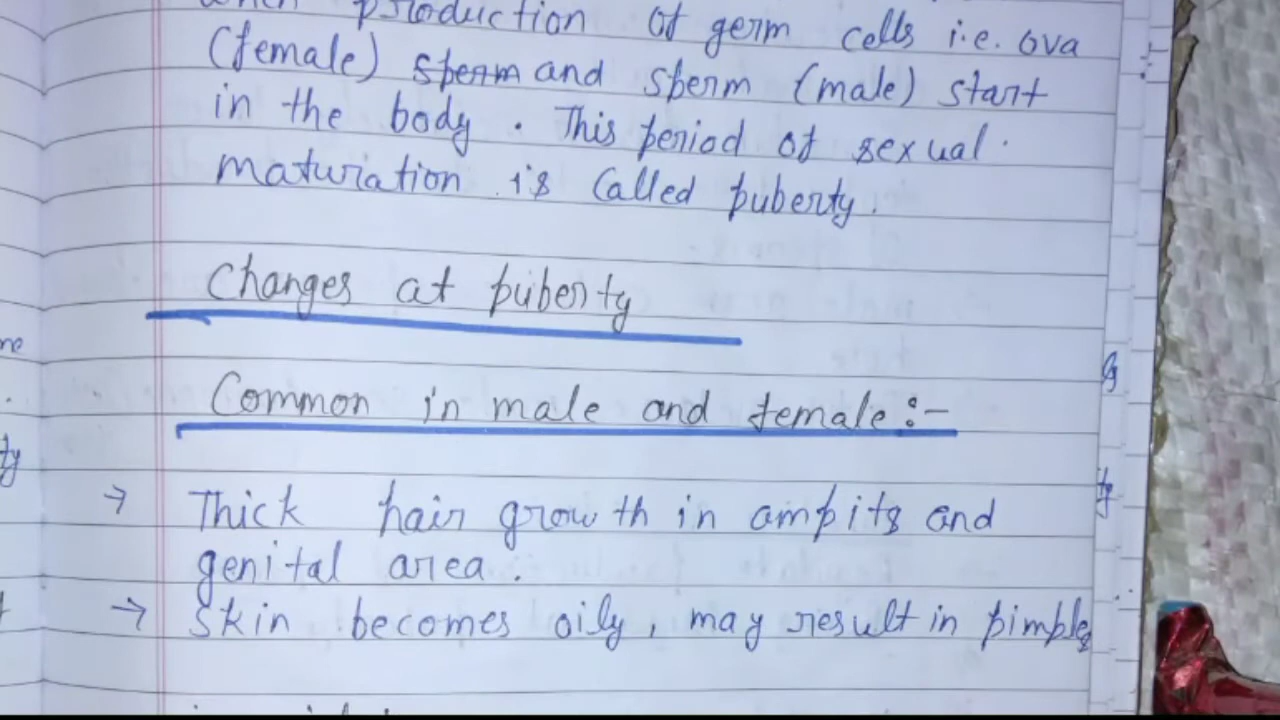 when production of germ cells i.e. ova
(female) sperm and sperm (male) start
in the body. This period of sexual
maturation is called puberty.
Changes at puberty
Common in male and female:-
→ Thick hair growth in ampits and
genital area.
→ Skin becomes oily, may result in pimples